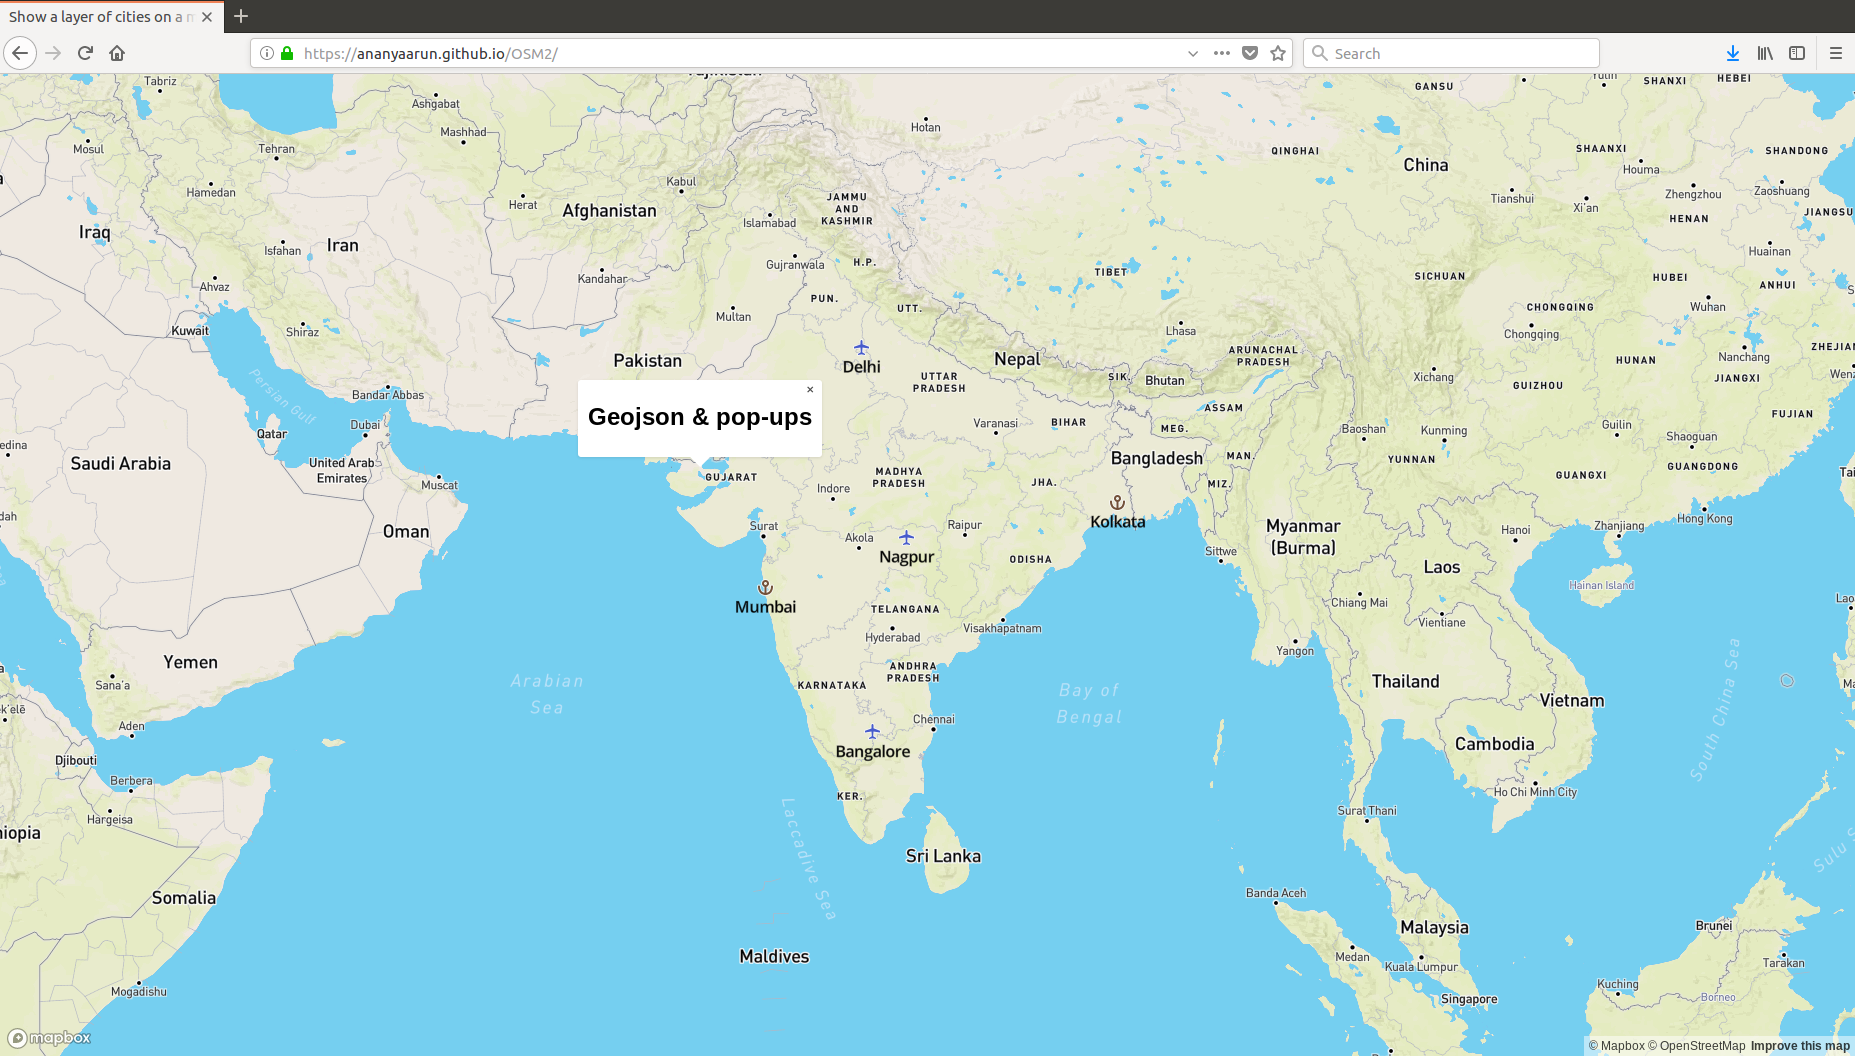 Show a layer of cities on a m
https://ananyaarun.github.io/OSM2/
Search
Tabriz
Ashgabat
Mashhad
Mosul
Tehran
Hamedan
Herat
Kabul
Afghanistan
Islamabad
JAMMU
AND
KASHMIR
Hotan
QINGHAI
GANSU
SHANXI
HEBEI
SHAANXI
Houma
SHANDONG
China
Tianshui
Xi'an
Zhengzhou
Zaoshuang
HENAN
JIANGSU
Huainan
Iraq
Isfahan
Iran
Ahvaz
Kandahar
Gujranwala
H.P.
PUN.
UTT.
TIBET
SICHUAN
HUBEI
ANHUI
CHONGQING
Wuhan
Chongqing
Kuwait
Shiraz
Multan
Lhasa
Pakistan
Delhi
Nepal
UTTAR
PRADESH
SIK.
Bhutan
ARUNACHAL
PRADESH
Xichang
HUNAN
Nanchang
ZHEJIAN
Wenz
JIANGXI
GUIZHOU
Persian Gulf
Bandar Abbas
Geojson & pop-ups
Varanasi
BIHAR
ASSAM
MEG.
Baoshan
Kunming
Guilin
FUJIAN
Shaoguan
Qatar
Dubai
edina
Saudi Arabia
United Arab
Emirates
Muscat
GUJARAT
MADHYA
PRADESH
Indore
JHA.
Bangladesh
MAN.
MIZ.
YUNNAN
GUANGXI
GUANGDONG
Tai
dah
Oman
Surat
Akola
Nagpur
Raipur
ODISHA
Kolkata
Sittwe
Myanmar
(Burma)
Hanoi
Zhanjiang
Hong Kong
Laos
Hainan Island
Mumbai
TELANGANA
Hyderabad
Visakhapatnam
Chiang Mai
Vientiane
Lao
Yemen
Sana'a
Arabian
Sea
KARNATAKA
ANDHRA
PRADESH
Bay of
Bengal
Yangon
Thailand
Vietnam
South China Sea
Ma
k'elē
Aden
Chennai
Bangalore
Djibouti
Berbera
Cambodia
Ho Chi Minh City
KER.
Hargeisa
hiopia
Laccadive Sea
Sri Lanka
Surat Thani
Sulu S
Somalia
Banda Aceh
Malaysia
Brunei
Maldives
Medan
Kuala Lumpur
Tarakan
Mogadishu
Singapore
Kuching
Borneo
mapbox
© Mapbox © OpenStreetMap Improve this map